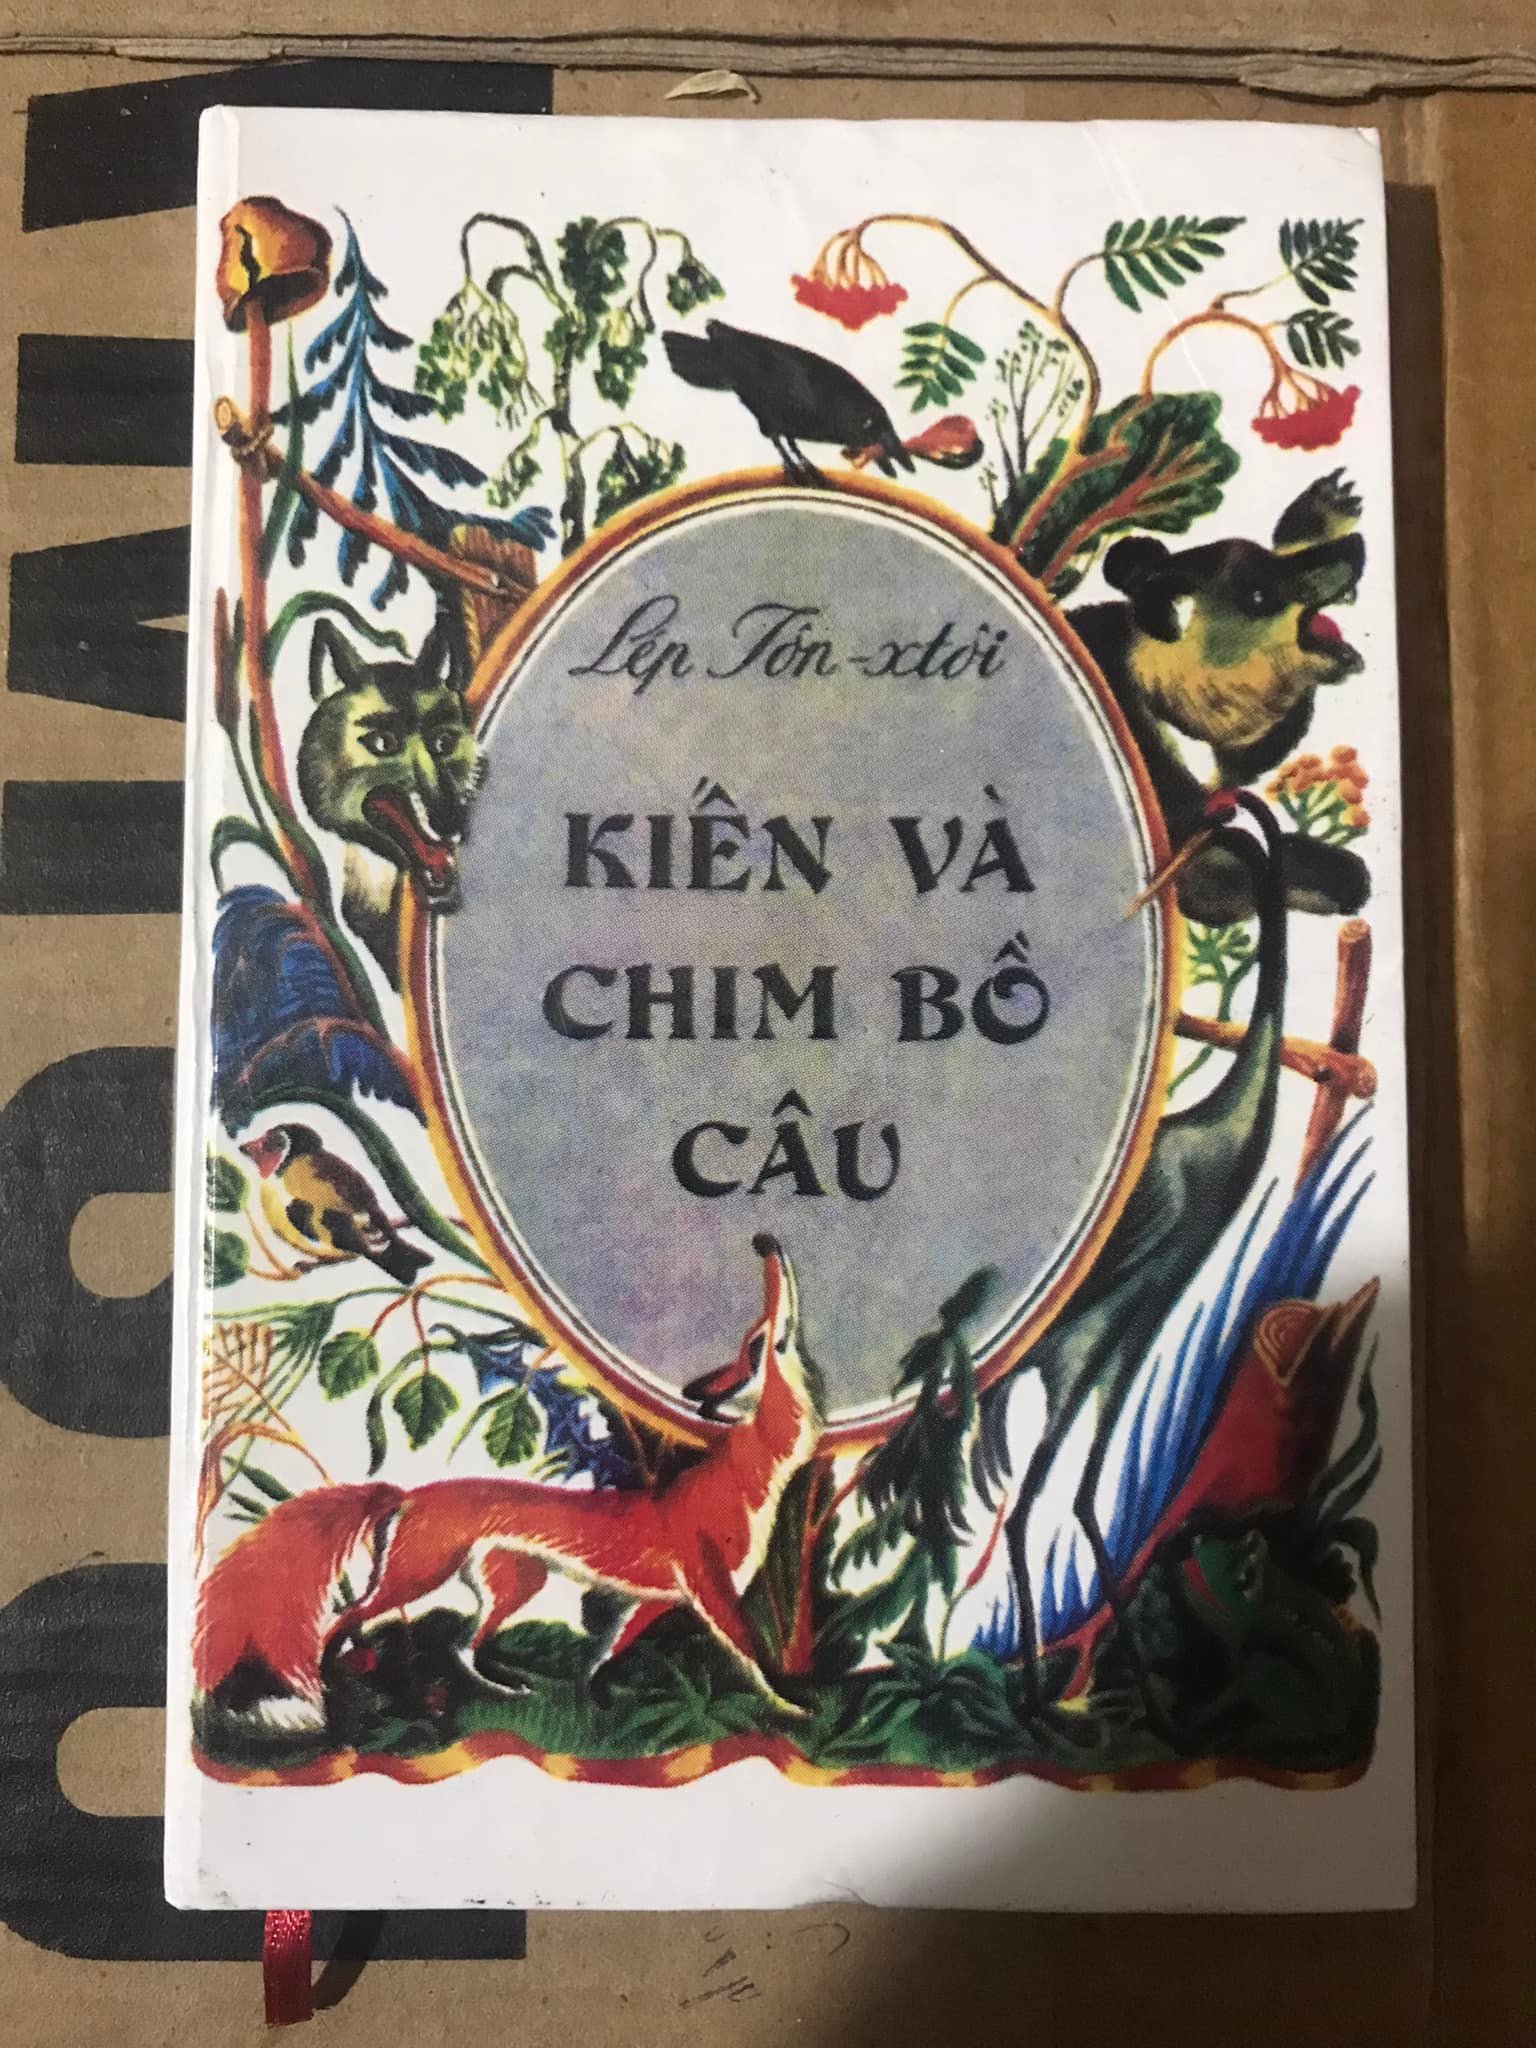 Lép Tôn-xtôi
KIẾN VÀ
CHIM BỒ
CÂU